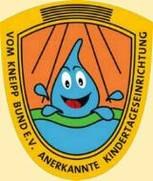 VOM KNEIPP BUND E.V. ANERKANNTE KINDERTAGESEINRICHTUNG